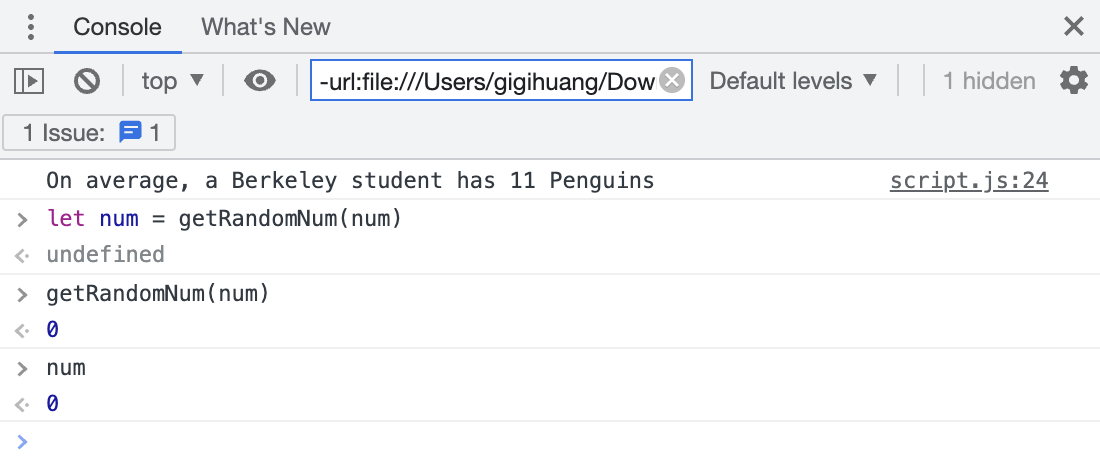 Console What's New
top -url:file:///Users/gigihuang/Dow Default levels 1 hidden
1 Issue: 1
On average, a Berkeley student has 11 Penguins script.js:24
let num = getRandomNum(num)
undefined
getRandomNum(num)
0
num
0